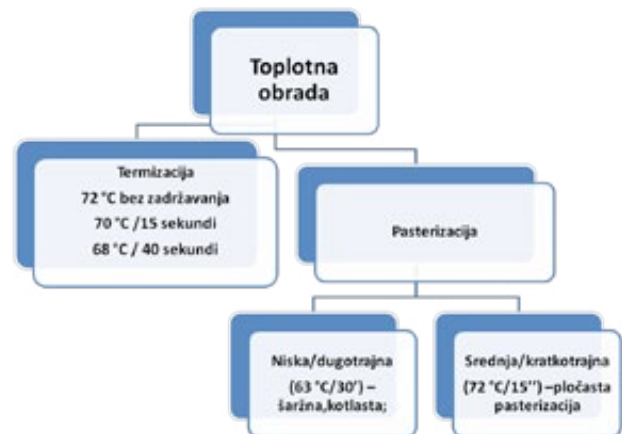 Toplotna
obrada
Termizacija
72 °C bez zadržavanja
70 °C /15 sekundi
68 °C / 40 sekundi
Pasterizacija
Niska/dugotrajna
(63 °C/30') –
šaržna,kotlasta;
Srednja/kratkotrajna
(72 °C/15'') –pločasta
pasterizacija